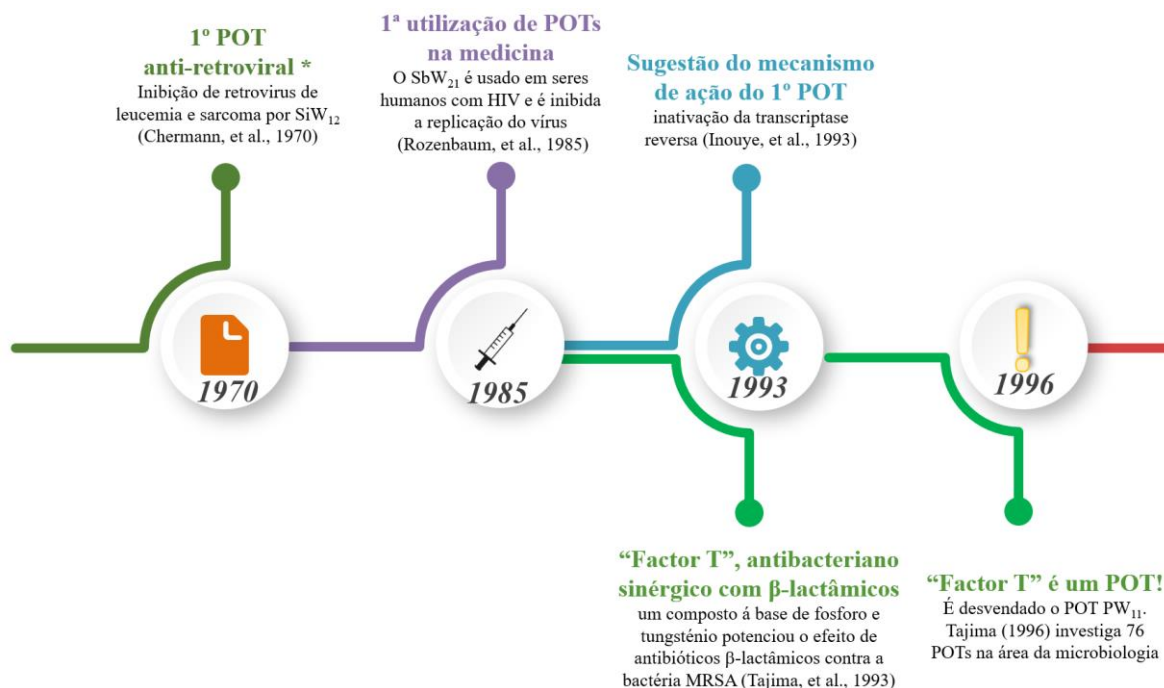 1º POT
anti-retroviral *
Inibição de retrovirus de
leucemia e sarcoma por SiW₁₂
(Chermann, et al., 1970)
1ª utilização de POTs
na medicina
O SbW₂₁ é usado em seres
humanos com HIV e é inibida
a replicação do vírus
(Rozenbaum, et al., 1985)
Sugestão do mecanismo
de ação do 1º POT
inativação da transcriptase
reversa (Inouye, et al., 1993)
1970
1985
1993
1996
“Factor T”, antibacteriano
sinérgico com β-lactâmicos
um composto á base de fosforo e
tungsténio potenciou o efeito de
antibióticos β-lactâmicos contra a
bactéria MRSA (Tajima, et al., 1993)
“Factor T” é um POT!
É desvendado o POT PW₁₁.
Tajima (1996) investiga 76
POTs na área da microbiologia